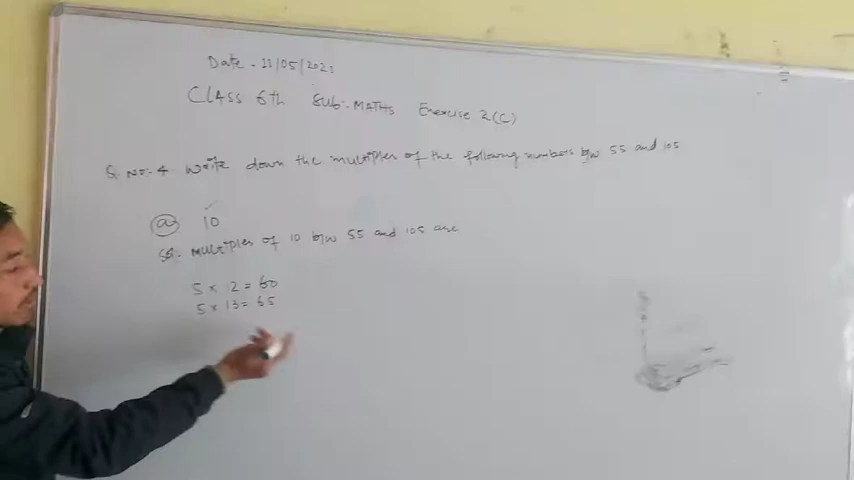 Date - 13/05/2021
Class 6th Sub:- MATHs Exercise 2(C)
Q. No:- 4. Write down the multiples of the following numbers b/w 55 and 105
(a) 10
Sol: multiples of 10 b/w 55 and 105 are
5 × 12 = 60
5 × 13 = 65